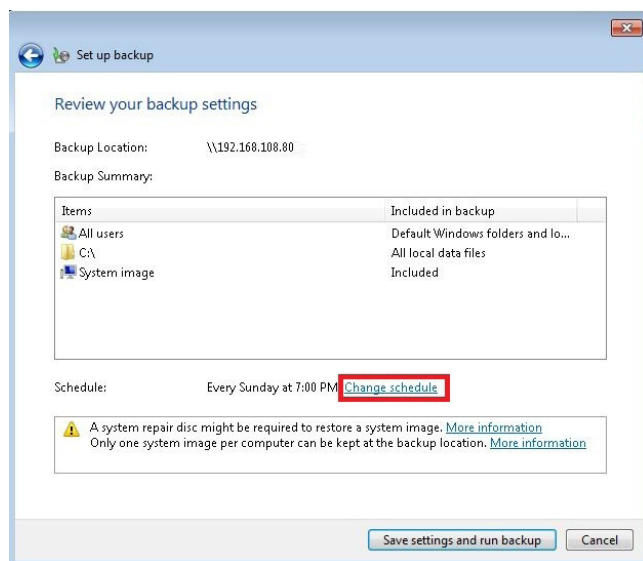 Set up backup
Review your backup settings
Backup Location: \\192.168.108.80
Backup Summary:
Items Included in backup
All users Default Windows folders and lo...
C:\ All local data files
System image Included
Schedule: Every Sunday at 7:00 PM Change schedule
A system repair disc might be required to restore a system image. More information
Only one system image per computer can be kept at the backup location. More information
Save settings and run backup Cancel